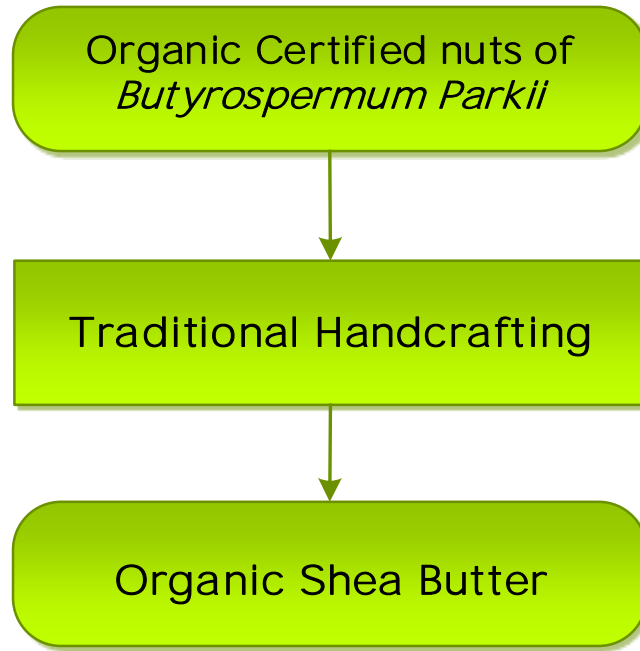 Organic Certified nuts of
Butyrospermum Parkii
Traditional Handcrafting
Organic Shea Butter